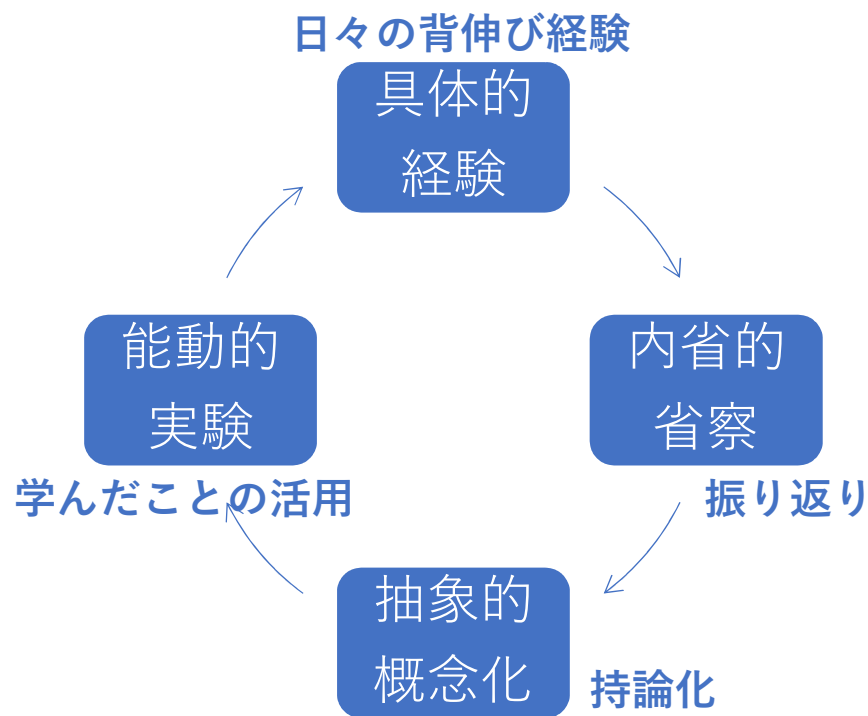 日々の背伸び経験
具体的
経験
内省的
省察
振り返り
抽象的
概念化
持論化
能動的
実験
学んだことの活用